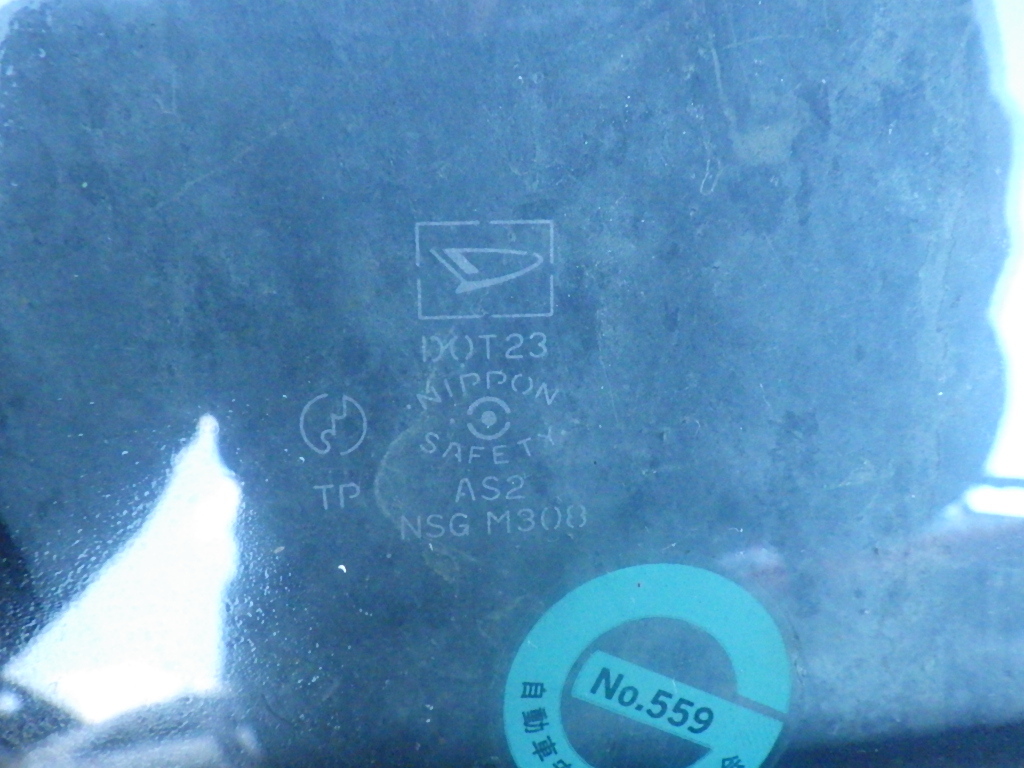 DOT23
NIPPON
SAFETY
TP
AS2
NSG M308
No.559
自動車